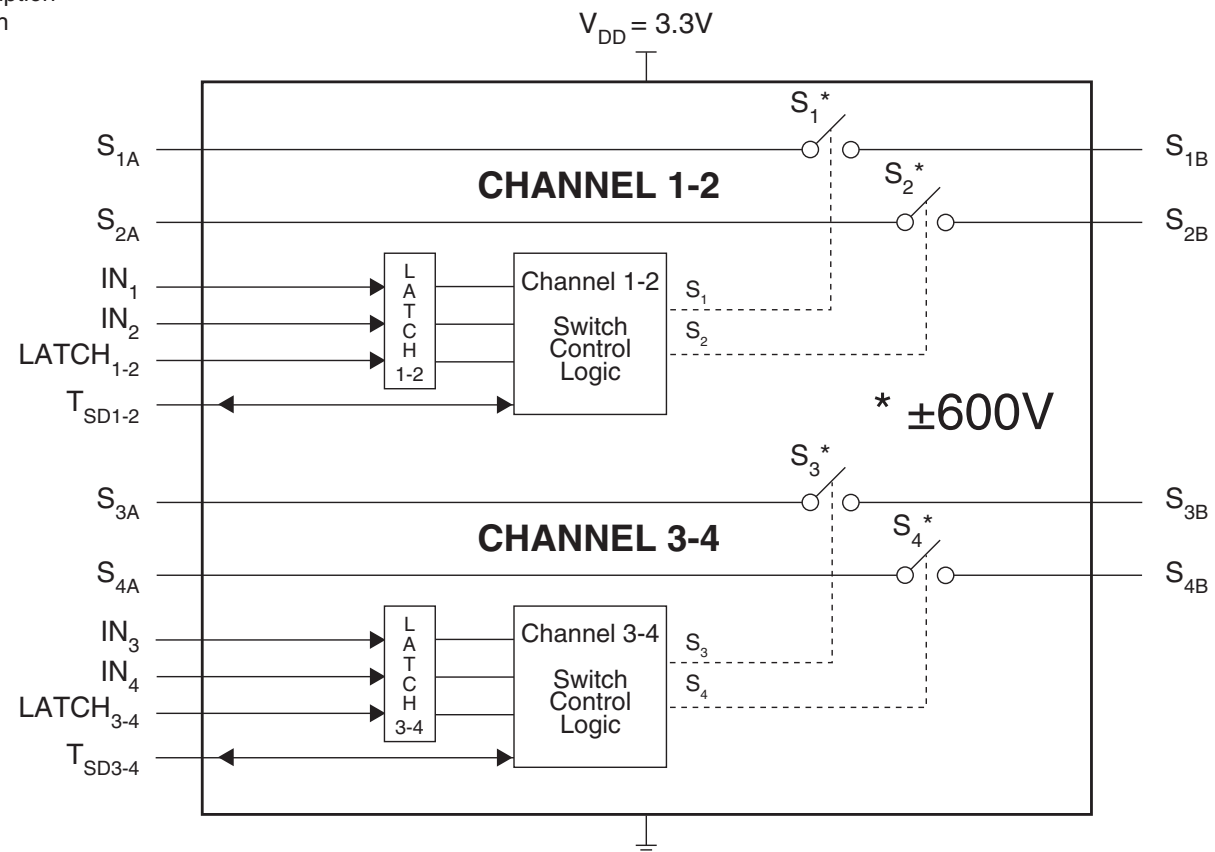 V_DD = 3.3V
S_1*
S_1A
S_1B
CHANNEL 1-2
S_2*
S_2A
S_2B
IN_1
IN_2
LATCH_1-2
T_SD1-2
LATCH
1-2
Channel 1-2
Switch
Control
Logic
S_1
S_2
* ±600V
S_3*
S_3A
S_3B
CHANNEL 3-4
S_4*
S_4A
S_4B
IN_3
IN_4
LATCH_3-4
T_SD3-4
LATCH
3-4
Channel 3-4
Switch
Control
Logic
S_3
S_4